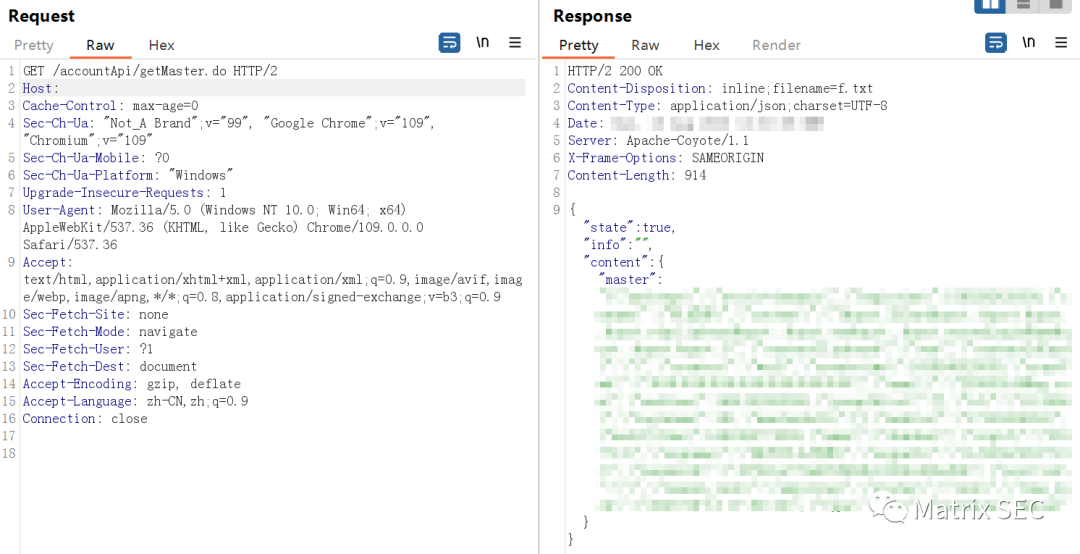 Request
Pretty Raw Hex
\n
1 GET /accountApi/getMaster.do HTTP/2
2 Host:
3 Cache-Control: max-age=0
4 Sec-Ch-Ua: "Not_A Brand";v="99", "Google Chrome";v="109",
"Chromium";v="109"
5 Sec-Ch-Ua-Mobile: ?0
6 Sec-Ch-Ua-Platform: "Windows"
7 Upgrade-Insecure-Requests: 1
8 User-Agent: Mozilla/5.0 (Windows NT 10.0; Win64; x64)
AppleWebKit/537.36 (KHTML, like Gecko) Chrome/109.0.0.0
Safari/537.36
9 Accept:
text/html,application/xhtml+xml,application/xml;q=0.9,image/avif,imag
e/webp,image/apng,*/*;q=0.8,application/signed-exchange;v=b3;q=0.9
10 Sec-Fetch-Site: none
11 Sec-Fetch-Mode: navigate
12 Sec-Fetch-User: ?1
13 Sec-Fetch-Dest: document
14 Accept-Encoding: gzip, deflate
15 Accept-Language: zh-CN,zh;q=0.9
16 Connection: close
17
18
Response
Pretty Raw Hex Render
\n
1 HTTP/2 200 OK
2 Content-Disposition: inline;filename=f.txt
3 Content-Type: application/json;charset=UTF-8
4 Date:
5 Server: Apache-Coyote/1.1
6 X-Frame-Options: SAMEORIGIN
7 Content-Length: 914
8
9 {
"state":true,
"info":"",
"content":{
"master":
}
}
Matrix SEC